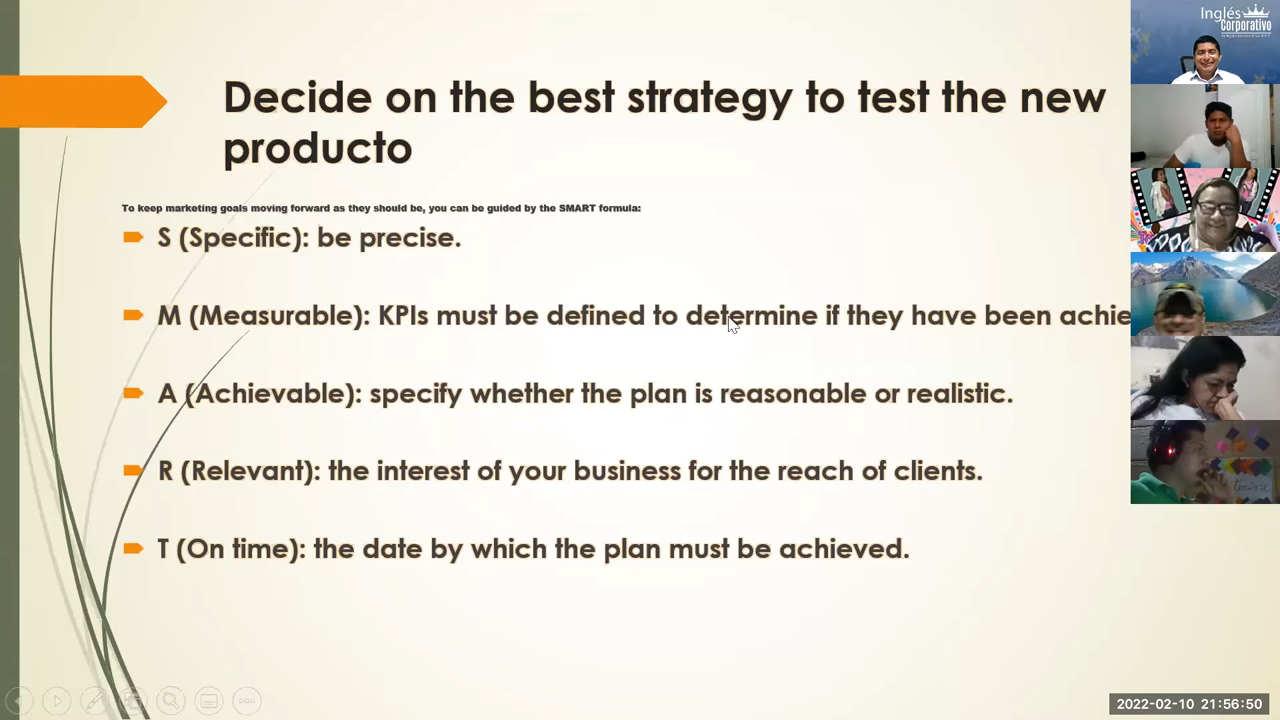 Decide on the best strategy to test the new
producto
To keep marketing goals moving forward as they should be, you can be guided by the SMART formula:
S (Specific): be precise.
M (Measurable): KPIs must be defined to determine if they have been achie
A (Achievable): specify whether the plan is reasonable or realistic.
R (Relevant): the interest of your business for the reach of clients.
T (On time): the date by which the plan must be achieved.
Inglés
Corporativo
2022-02-10 21:56:50